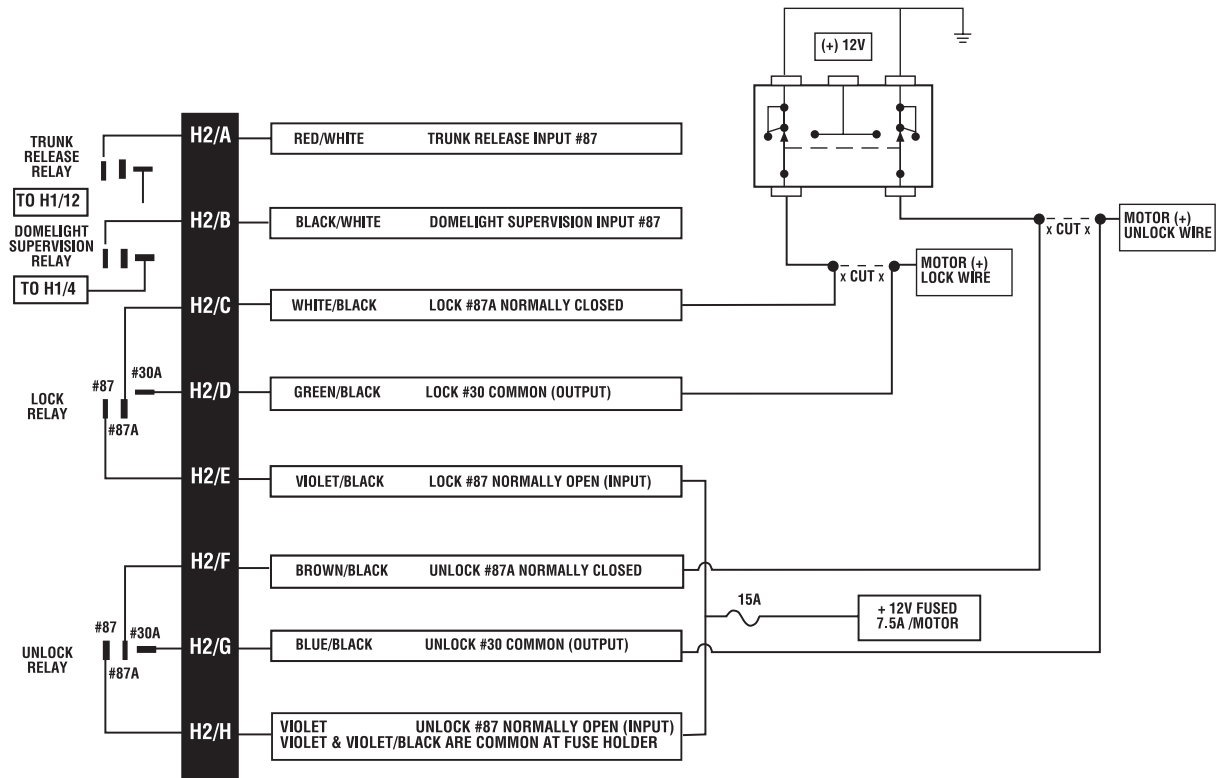 (+) 12V
TRUNK
RELEASE
RELAY
TO H1/12
H2/A
RED/WHITE TRUNK RELEASE INPUT #87
DOMELIGHT
SUPERVISION
RELAY
TO H1/4
H2/B
BLACK/WHITE DOMELIGHT SUPERVISION INPUT #87
x CUT x
MOTOR (+)
UNLOCK WIRE
x CUT x
MOTOR (+)
LOCK WIRE
H2/C
WHITE/BLACK LOCK #87A NORMALLY CLOSED
LOCK
RELAY
#87
#30A
#87A
H2/D
GREEN/BLACK LOCK #30 COMMON (OUTPUT)
H2/E
VIOLET/BLACK LOCK #87 NORMALLY OPEN (INPUT)
H2/F
BROWN/BLACK UNLOCK #87A NORMALLY CLOSED
15A
+ 12V FUSED
7.5A /MOTOR
UNLOCK
RELAY
#87
#30A
#87A
H2/G
BLUE/BLACK UNLOCK #30 COMMON (OUTPUT)
H2/H
VIOLET UNLOCK #87 NORMALLY OPEN (INPUT)
VIOLET & VIOLET/BLACK ARE COMMON AT FUSE HOLDER